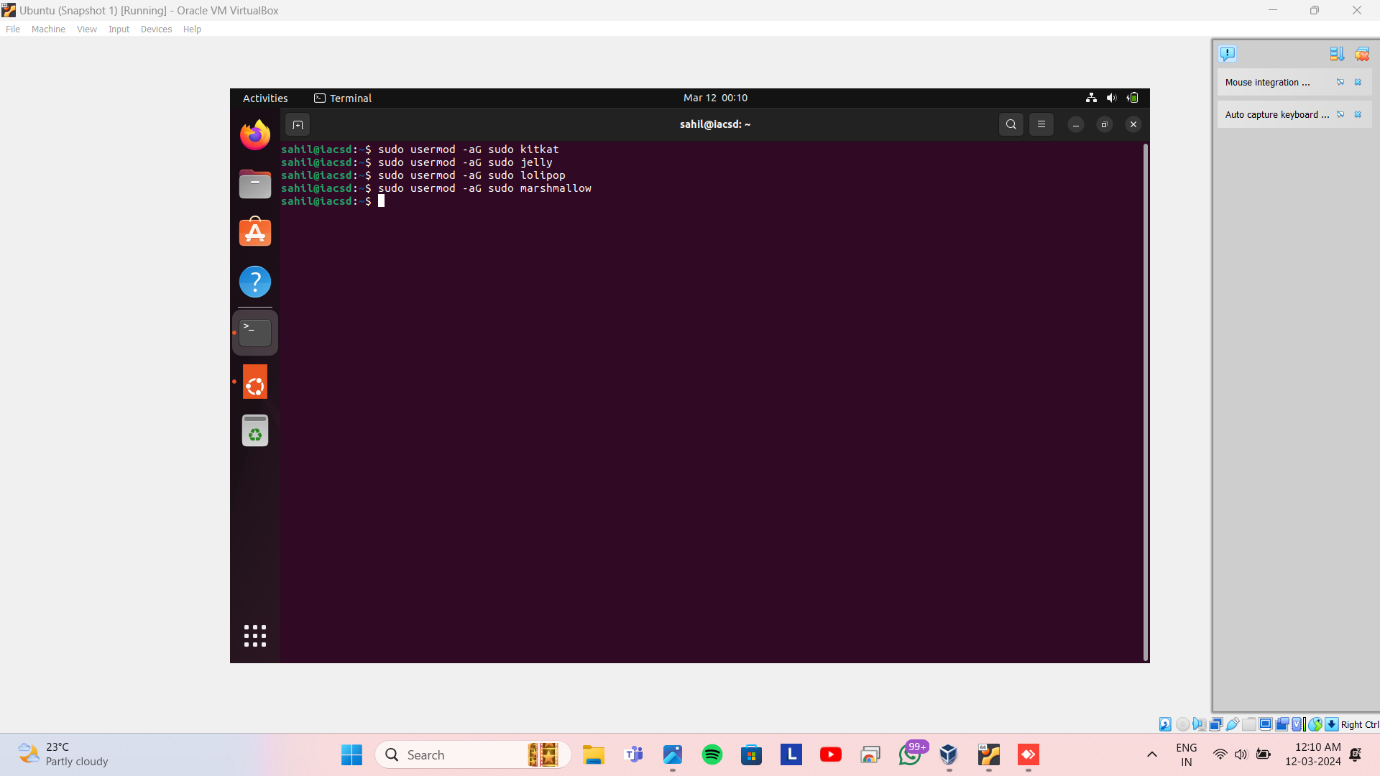 Ubuntu (Snapshot 1) [Running] - Oracle VM VirtualBox
File Machine View Input Devices Help
Mouse integration ...
Auto capture keyboard ...
Activities Terminal Mar 12 00:10
sahil@iacsd: ~
sahil@iacsd:~$ sudo usermod -aG sudo kitkat
sahil@iacsd:~$ sudo usermod -aG sudo jelly
sahil@iacsd:~$ sudo usermod -aG sudo lolipop
sahil@iacsd:~$ sudo usermod -aG sudo marshmallow
sahil@iacsd:~$
Right Ctrl
23°C
Partly cloudy
Search
L
99+
ENG
IN
12:10 AM
12-03-2024